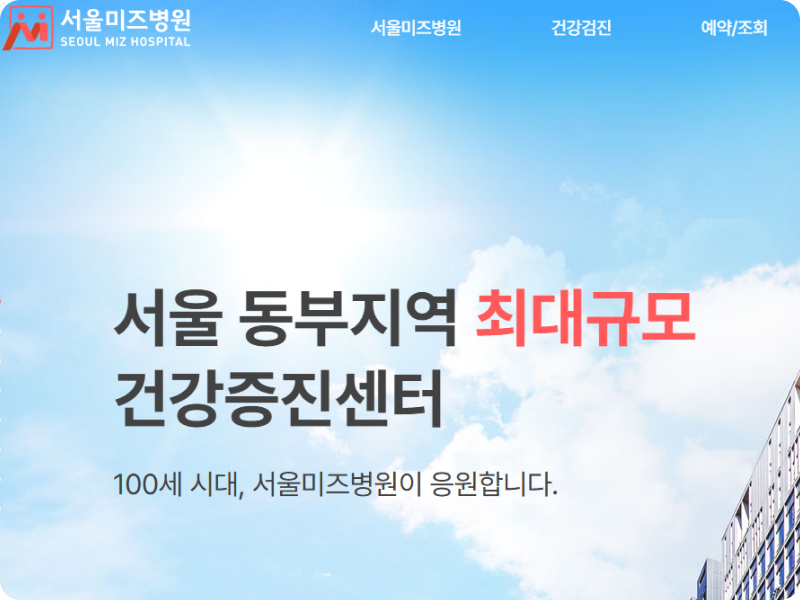 서울미즈병원
SEOUL MIZ HOSPITAL
서울미즈병원 건강검진 예약/조회
서울 동부지역 최대규모
건강증진센터
100세 시대, 서울미즈병원이 응원합니다.